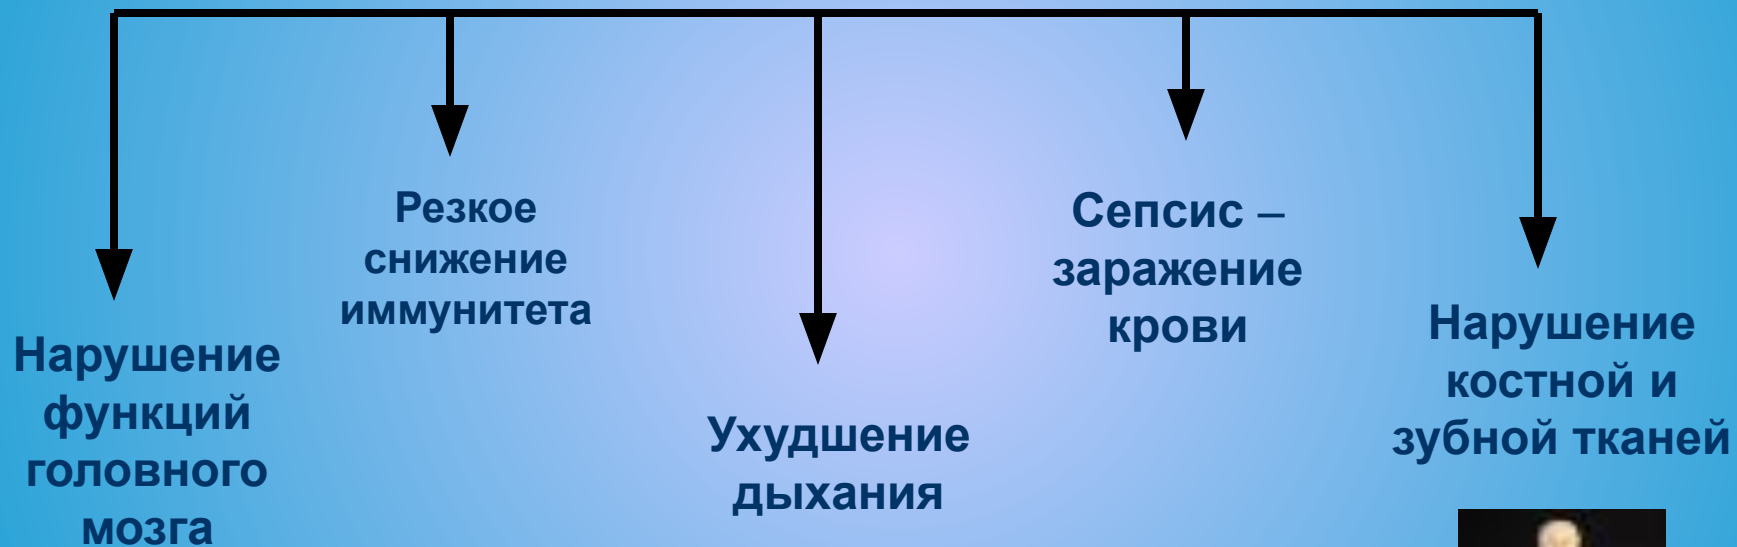 Нарушение
функций
головного
мозга
Резкое
снижение
иммунитета
Ухудшение
дыхания
Сепсис –
заражение
крови
Нарушение
костной и
зубной тканей